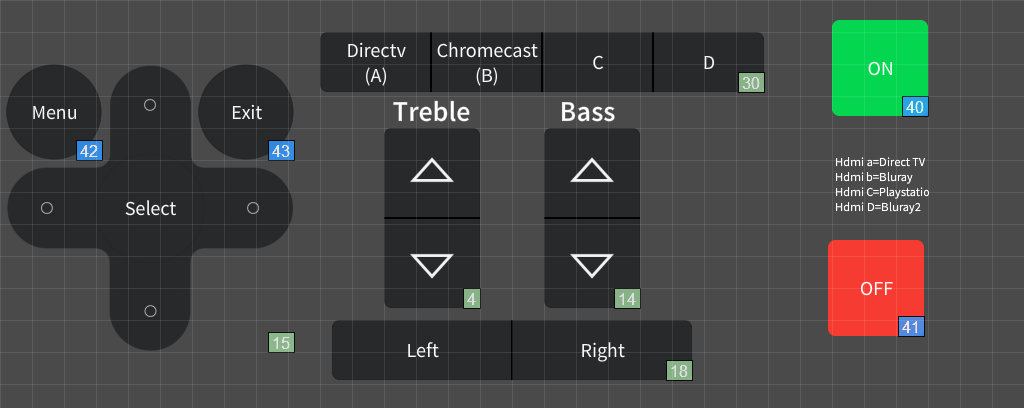 Directv
(A)
Chromecast
(B)
C
D
30
ON
40
Menu
42
Exit
43
Treble
Bass
Hdmi a=Direct TV
Hdmi b=Bluray
Hdmi C=Playstatio
Hdmi D=Bluray2
Select
4
14
OFF
41
15
Left
Right
18